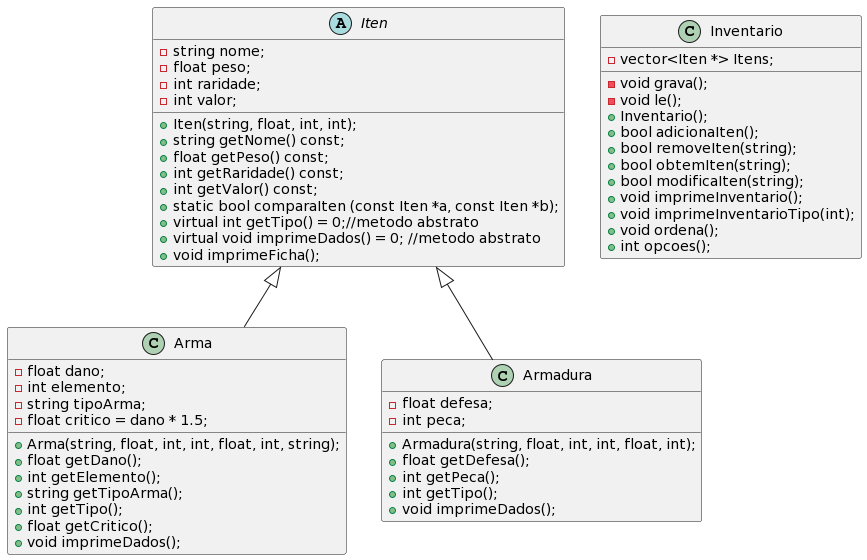 A Iten
string nome;
float peso;
int raridade;
int valor;
Iten(string, float, int, int);
string getNome() const;
float getPeso() const;
int getRaridade() const;
int getValor() const;
static bool comparaIten (const Iten *a, const Iten *b);
virtual int getTipo() = 0;//metodo abstrato
virtual void imprimeDados() = 0; //metodo abstrato
void imprimeFicha();
C Inventario
vector<Iten *> Itens;
void grava();
void le();
Inventario();
bool adicionaIten();
bool removeIten(string);
bool obtemIten(string);
bool modificaIten(string);
void imprimeInventario();
void imprimeInventarioTipo(int);
void ordena();
int opcoes();
C Arma
float dano;
int elemento;
string tipoArma;
float critico = dano * 1.5;
Arma(string, float, int, int, float, int, string);
float getDano();
int getElemento();
string getTipoArma();
int getTipo();
float getCritico();
void imprimeDados();
C Armadura
float defesa;
int peca;
Armadura(string, float, int, int, float, int);
float getDefesa();
int getPeca();
int getTipo();
void imprimeDados();